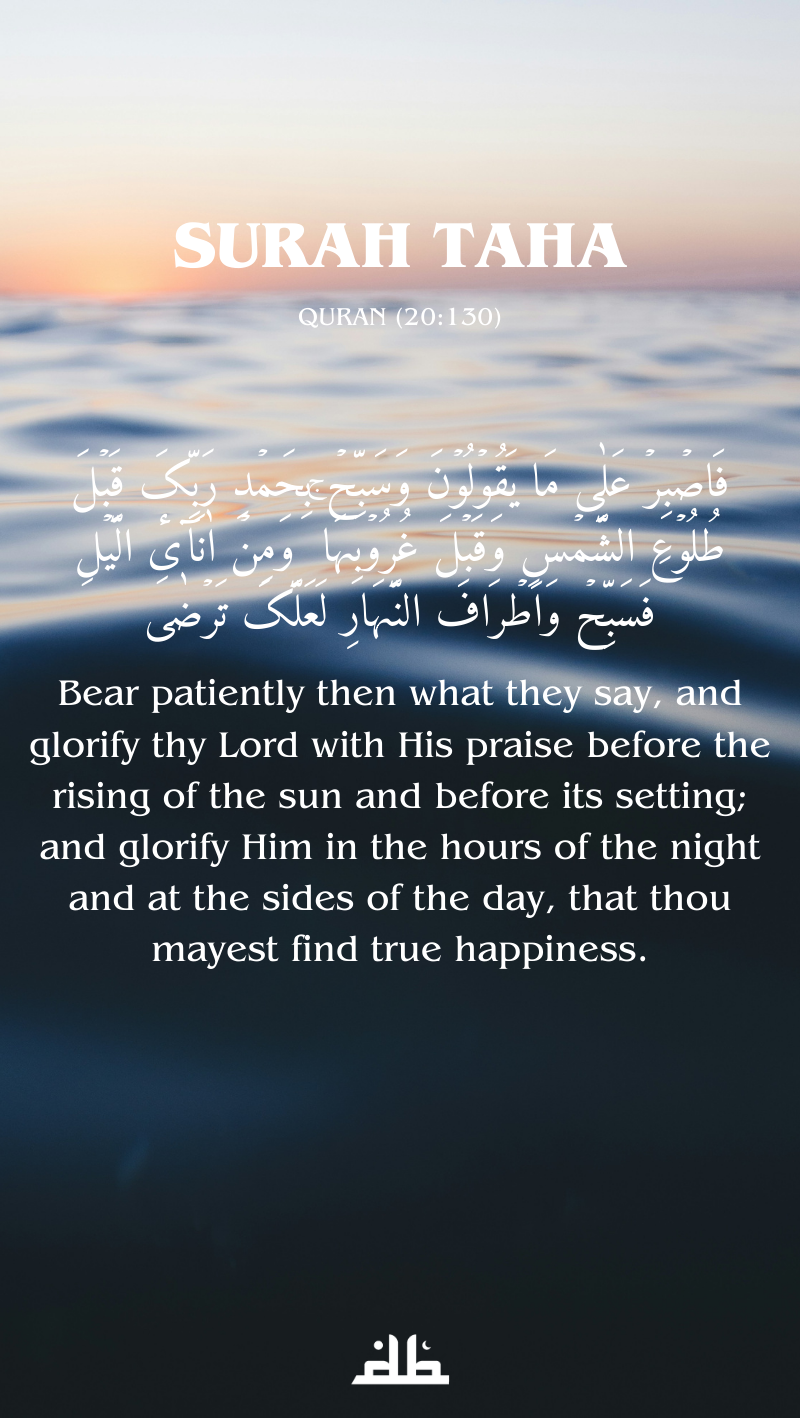 SURAH TAHA
QURAN (20:130)
فَاصۡبِرۡ عَلٰی مَا یَقُوۡلُوۡنَ وَسَبِّحۡ بِحَمۡدِ رَبِّکَ قَبۡلَ
طُلُوۡعِ الشَّمۡسِ وَقَبۡلَ غُرُوۡبِہَا ۚ وَمِنۡ اٰنَآیِٔ الَّیۡلِ
فَسَبِّحۡ وَاَطۡرَافَ النَّہَارِ لَعَلَّکَ تَرۡضٰی
Bear patiently then what they say, and
glorify thy Lord with His praise before the
rising of the sun and before its setting;
and glorify Him in the hours of the night
and at the sides of the day, that thou
mayest find true happiness.